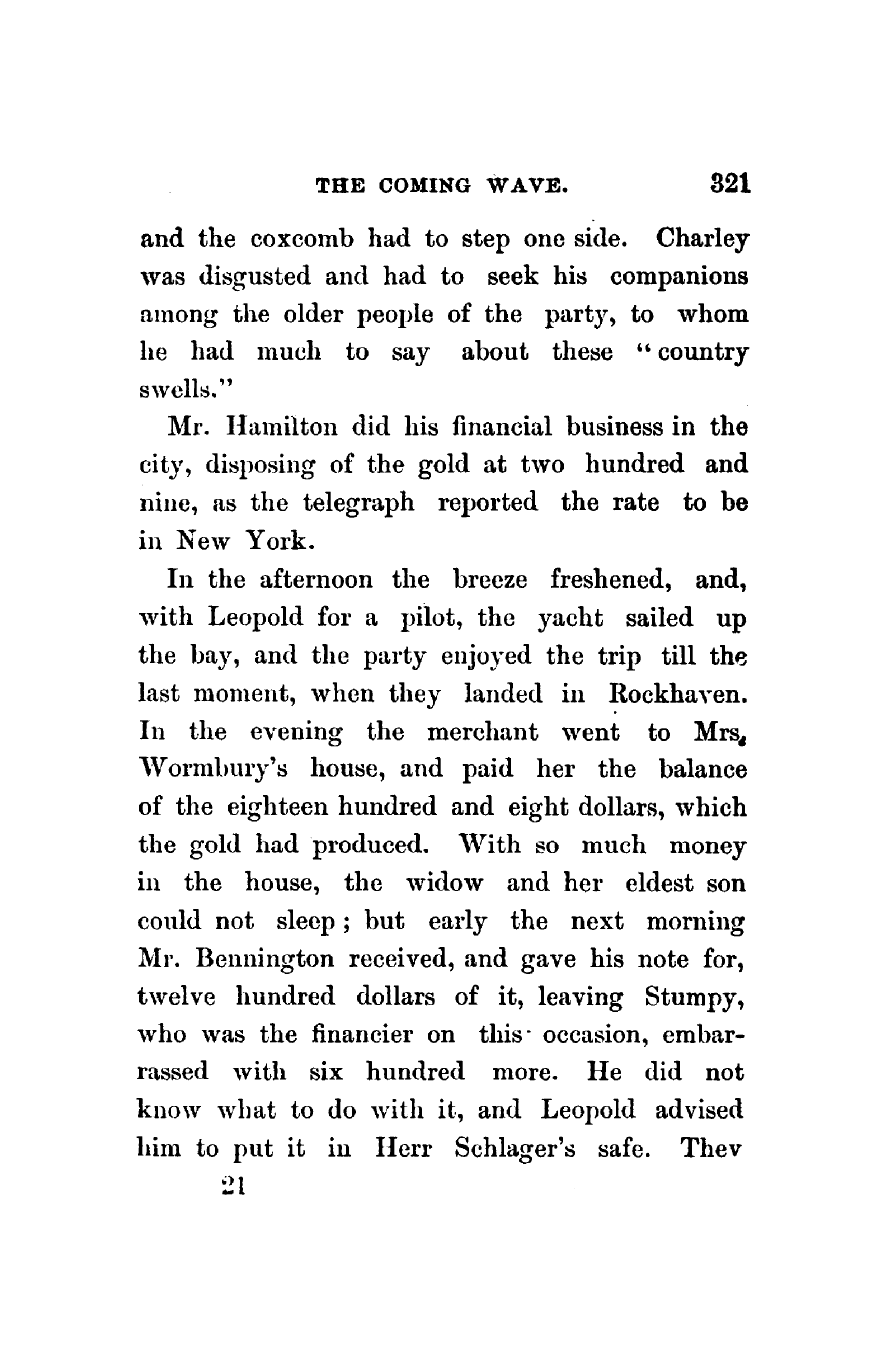 THE COMING WAVE. 321
and the coxcomb had to step one side. Charley
was disgusted and had to seek his companions
among the older people of the party, to whom
he had much to say about these "country
swells."
Mr. Hamilton did his financial business in the
city, disposing of the gold at two hundred and
nine, as the telegraph reported the rate to be
in New York.
In the afternoon the breeze freshened, and,
with Leopold for a pilot, the yacht sailed up
the bay, and the party enjoyed the trip till the
last moment, when they landed in Rockhaven.
In the evening the merchant went to Mrs.
Wormbury's house, and paid her the balance
of the eighteen hundred and eight dollars, which
the gold had produced. With so much money
in the house, the widow and her eldest son
could not sleep; but early the next morning
Mr. Bennington received, and gave his note for,
twelve hundred dollars of it, leaving Stumpy,
who was the financier on this occasion, embar-
rassed with six hundred more. He did not
know what to do with it, and Leopold advised
him to put it in Herr Schlager's safe. They
21